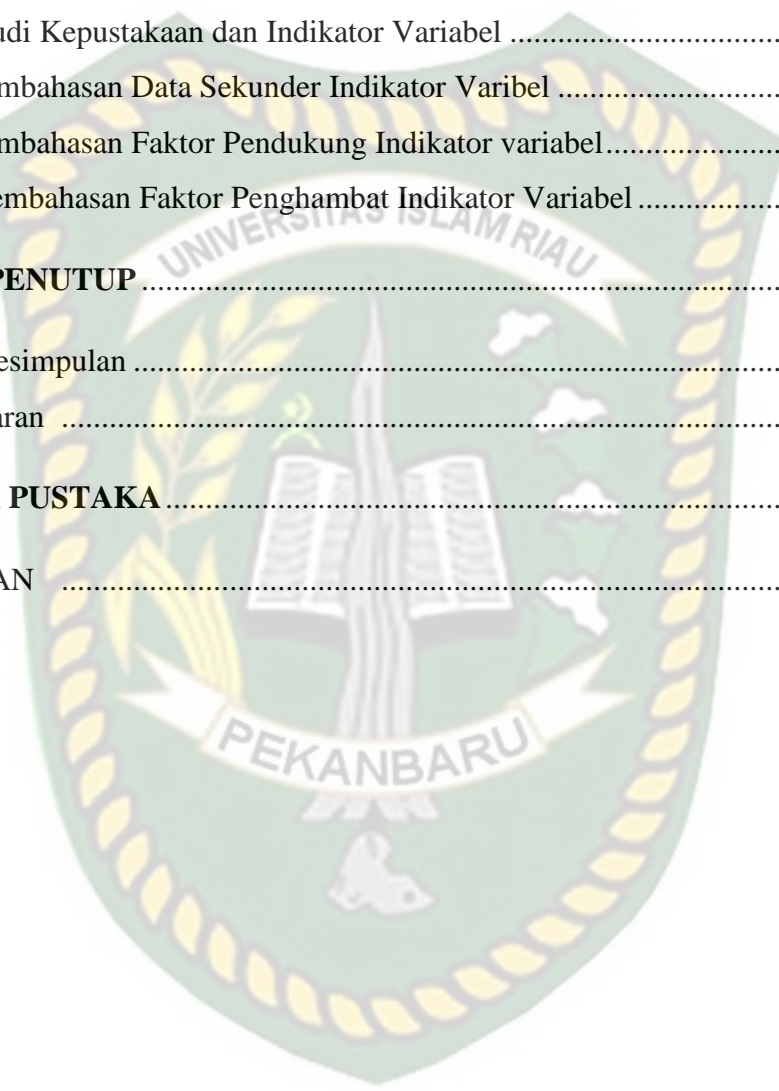 udi Kepustakaan dan Indikator Variabel ...................................
mbahasan Data Sekunder Indikator Varibel .............................
mbahasan Faktor Pendukung Indikator variabel.......................
embahasan Faktor Penghambat Indikator Variabel ...................
UNIVERSITAS ISLAM RIAU
PENUTUP ..................................................................................
esimpulan ...................................................................................
aran ............................................................................................
PUSTAKA ..............................................................................
AN ............................................................................................
PEKANBARU